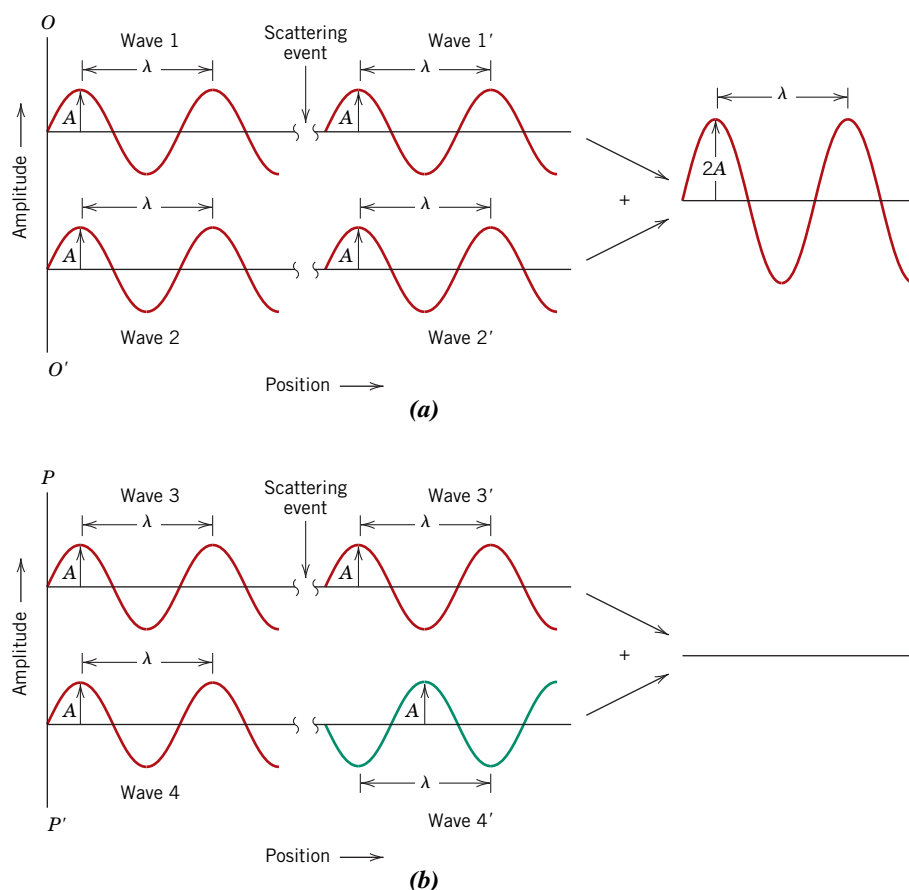 O
Wave 1
Scattering
event
Wave 1′
λ
λ
λ
A
A
2A
Amplitude
+
λ
λ
A
A
Wave 2
Wave 2′
O'
Position
(a)
P
Wave 3
Scattering
event
Wave 3′
λ
λ
A
A
Amplitude
+
λ
A
A
λ
Wave 4
Wave 4′
P'
Position
(b)